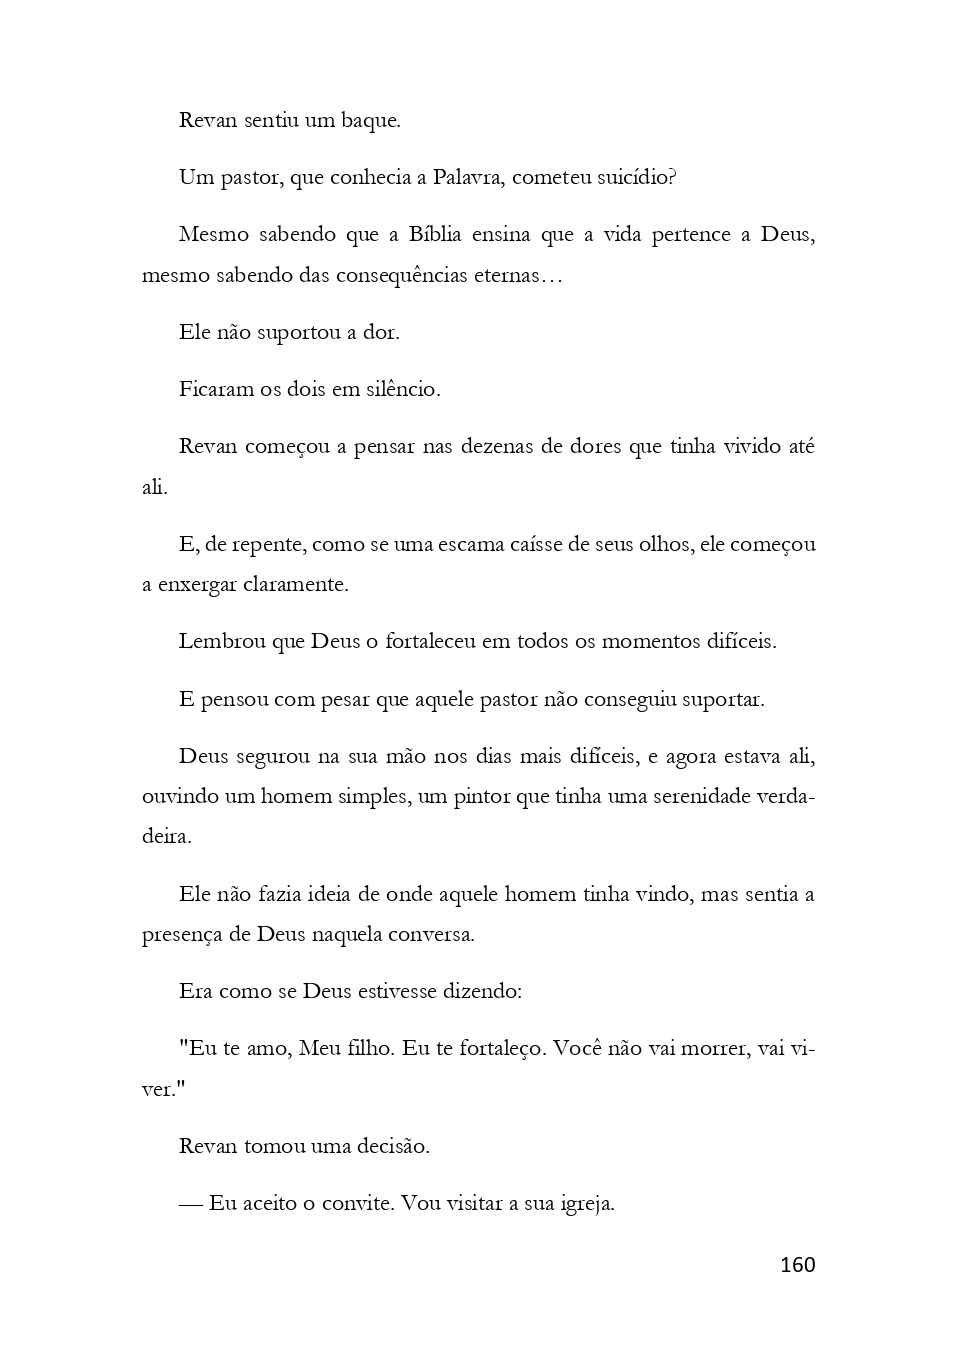 Revan sentiu um baque.
Um pastor, que conhecia a Palavra, cometeu suicídio?
Mesmo sabendo que a Bíblia ensina que a vida pertence a Deus,
mesmo sabendo das consequências eternas…
Ele não suportou a dor.
Ficaram os dois em silêncio.
Revan começou a pensar nas dezenas de dores que tinha vivido até
ali.
E, de repente, como se uma escama caísse de seus olhos, ele começou
a enxergar claramente.
Lembrou que Deus o fortaleceu em todos os momentos difíceis.
E pensou com pesar que aquele pastor não conseguiu suportar.
Deus segurou na sua mão nos dias mais difíceis, e agora estava ali,
ouvindo um homem simples, um pintor que tinha uma serenidade verda-
deira.
Ele não fazia ideia de onde aquele homem tinha vindo, mas sentia a
presença de Deus naquela conversa.
Era como se Deus estivesse dizendo:
"Eu te amo, Meu filho. Eu te fortaleço. Você não vai morrer, vai vi-
ver."
Revan tomou uma decisão.
— Eu aceito o convite. Vou visitar a sua igreja.
160